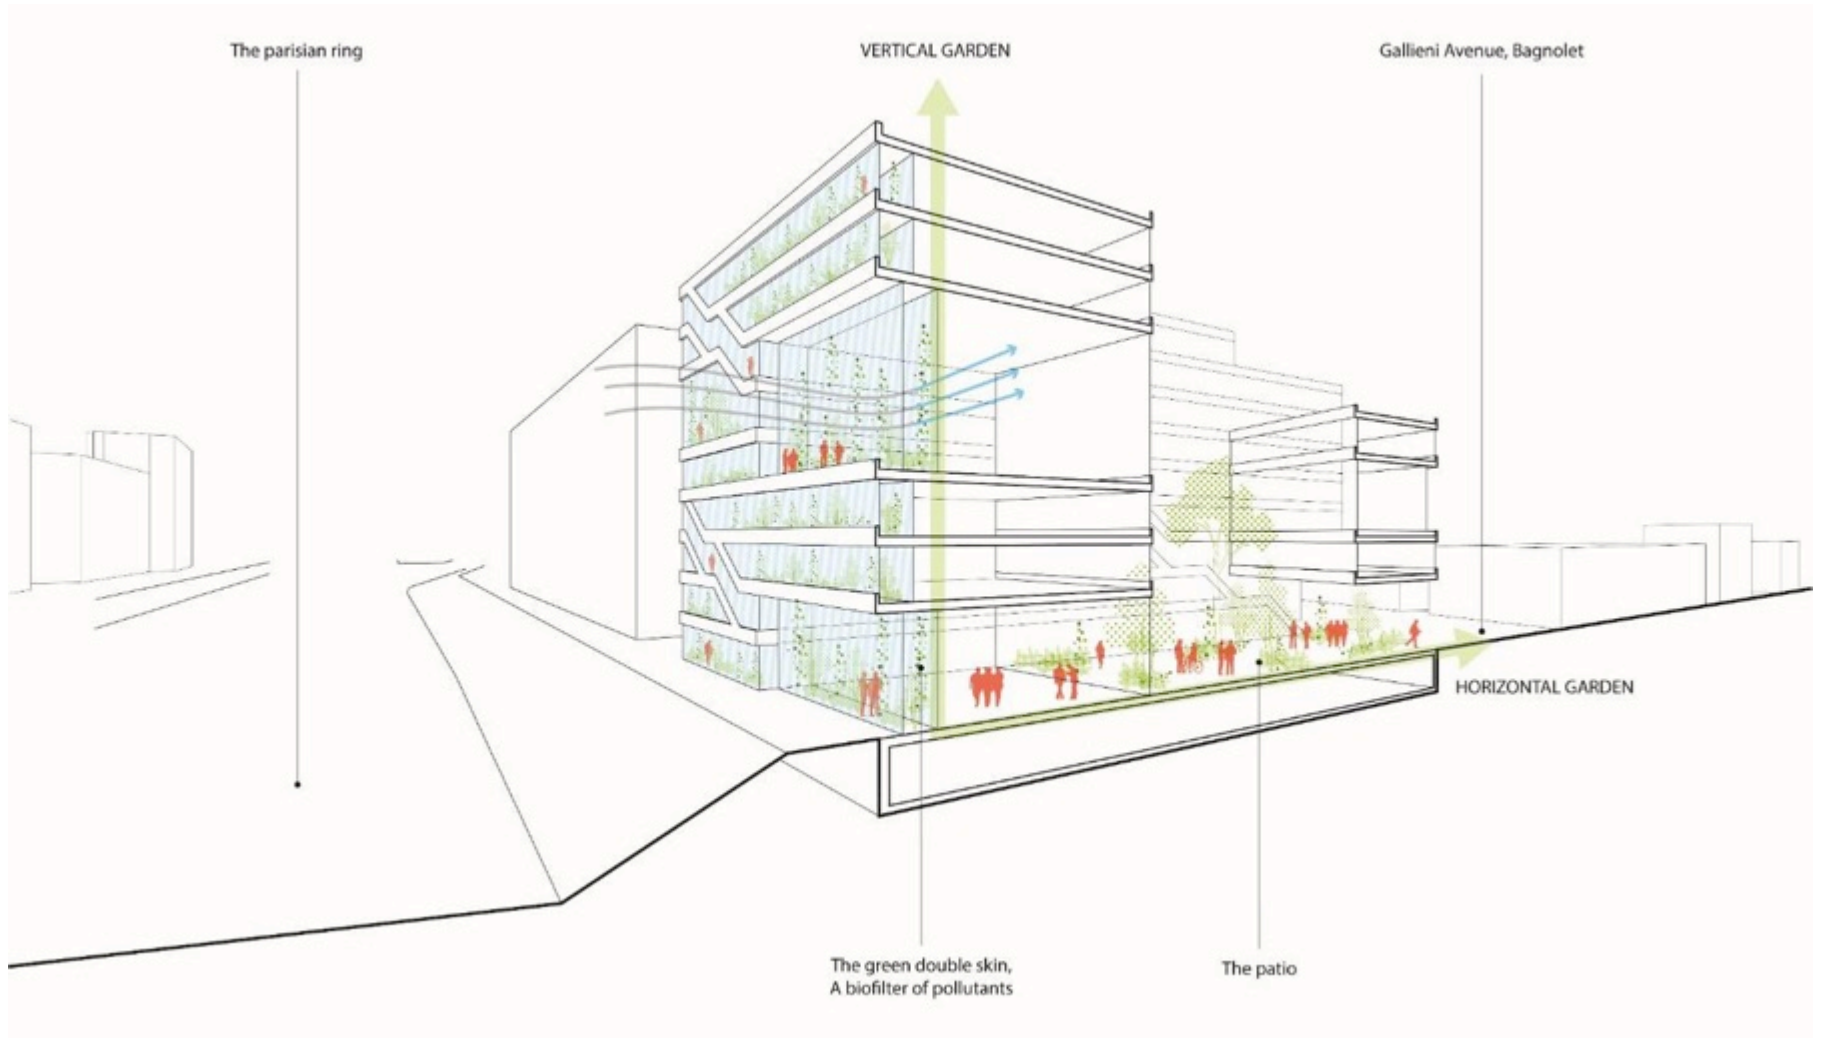 The parisian ring
VERTICAL GARDEN
Gallieni Avenue, Bagnolet
HORIZONTAL GARDEN
The green double skin,
A biofilter of pollutants
The patio